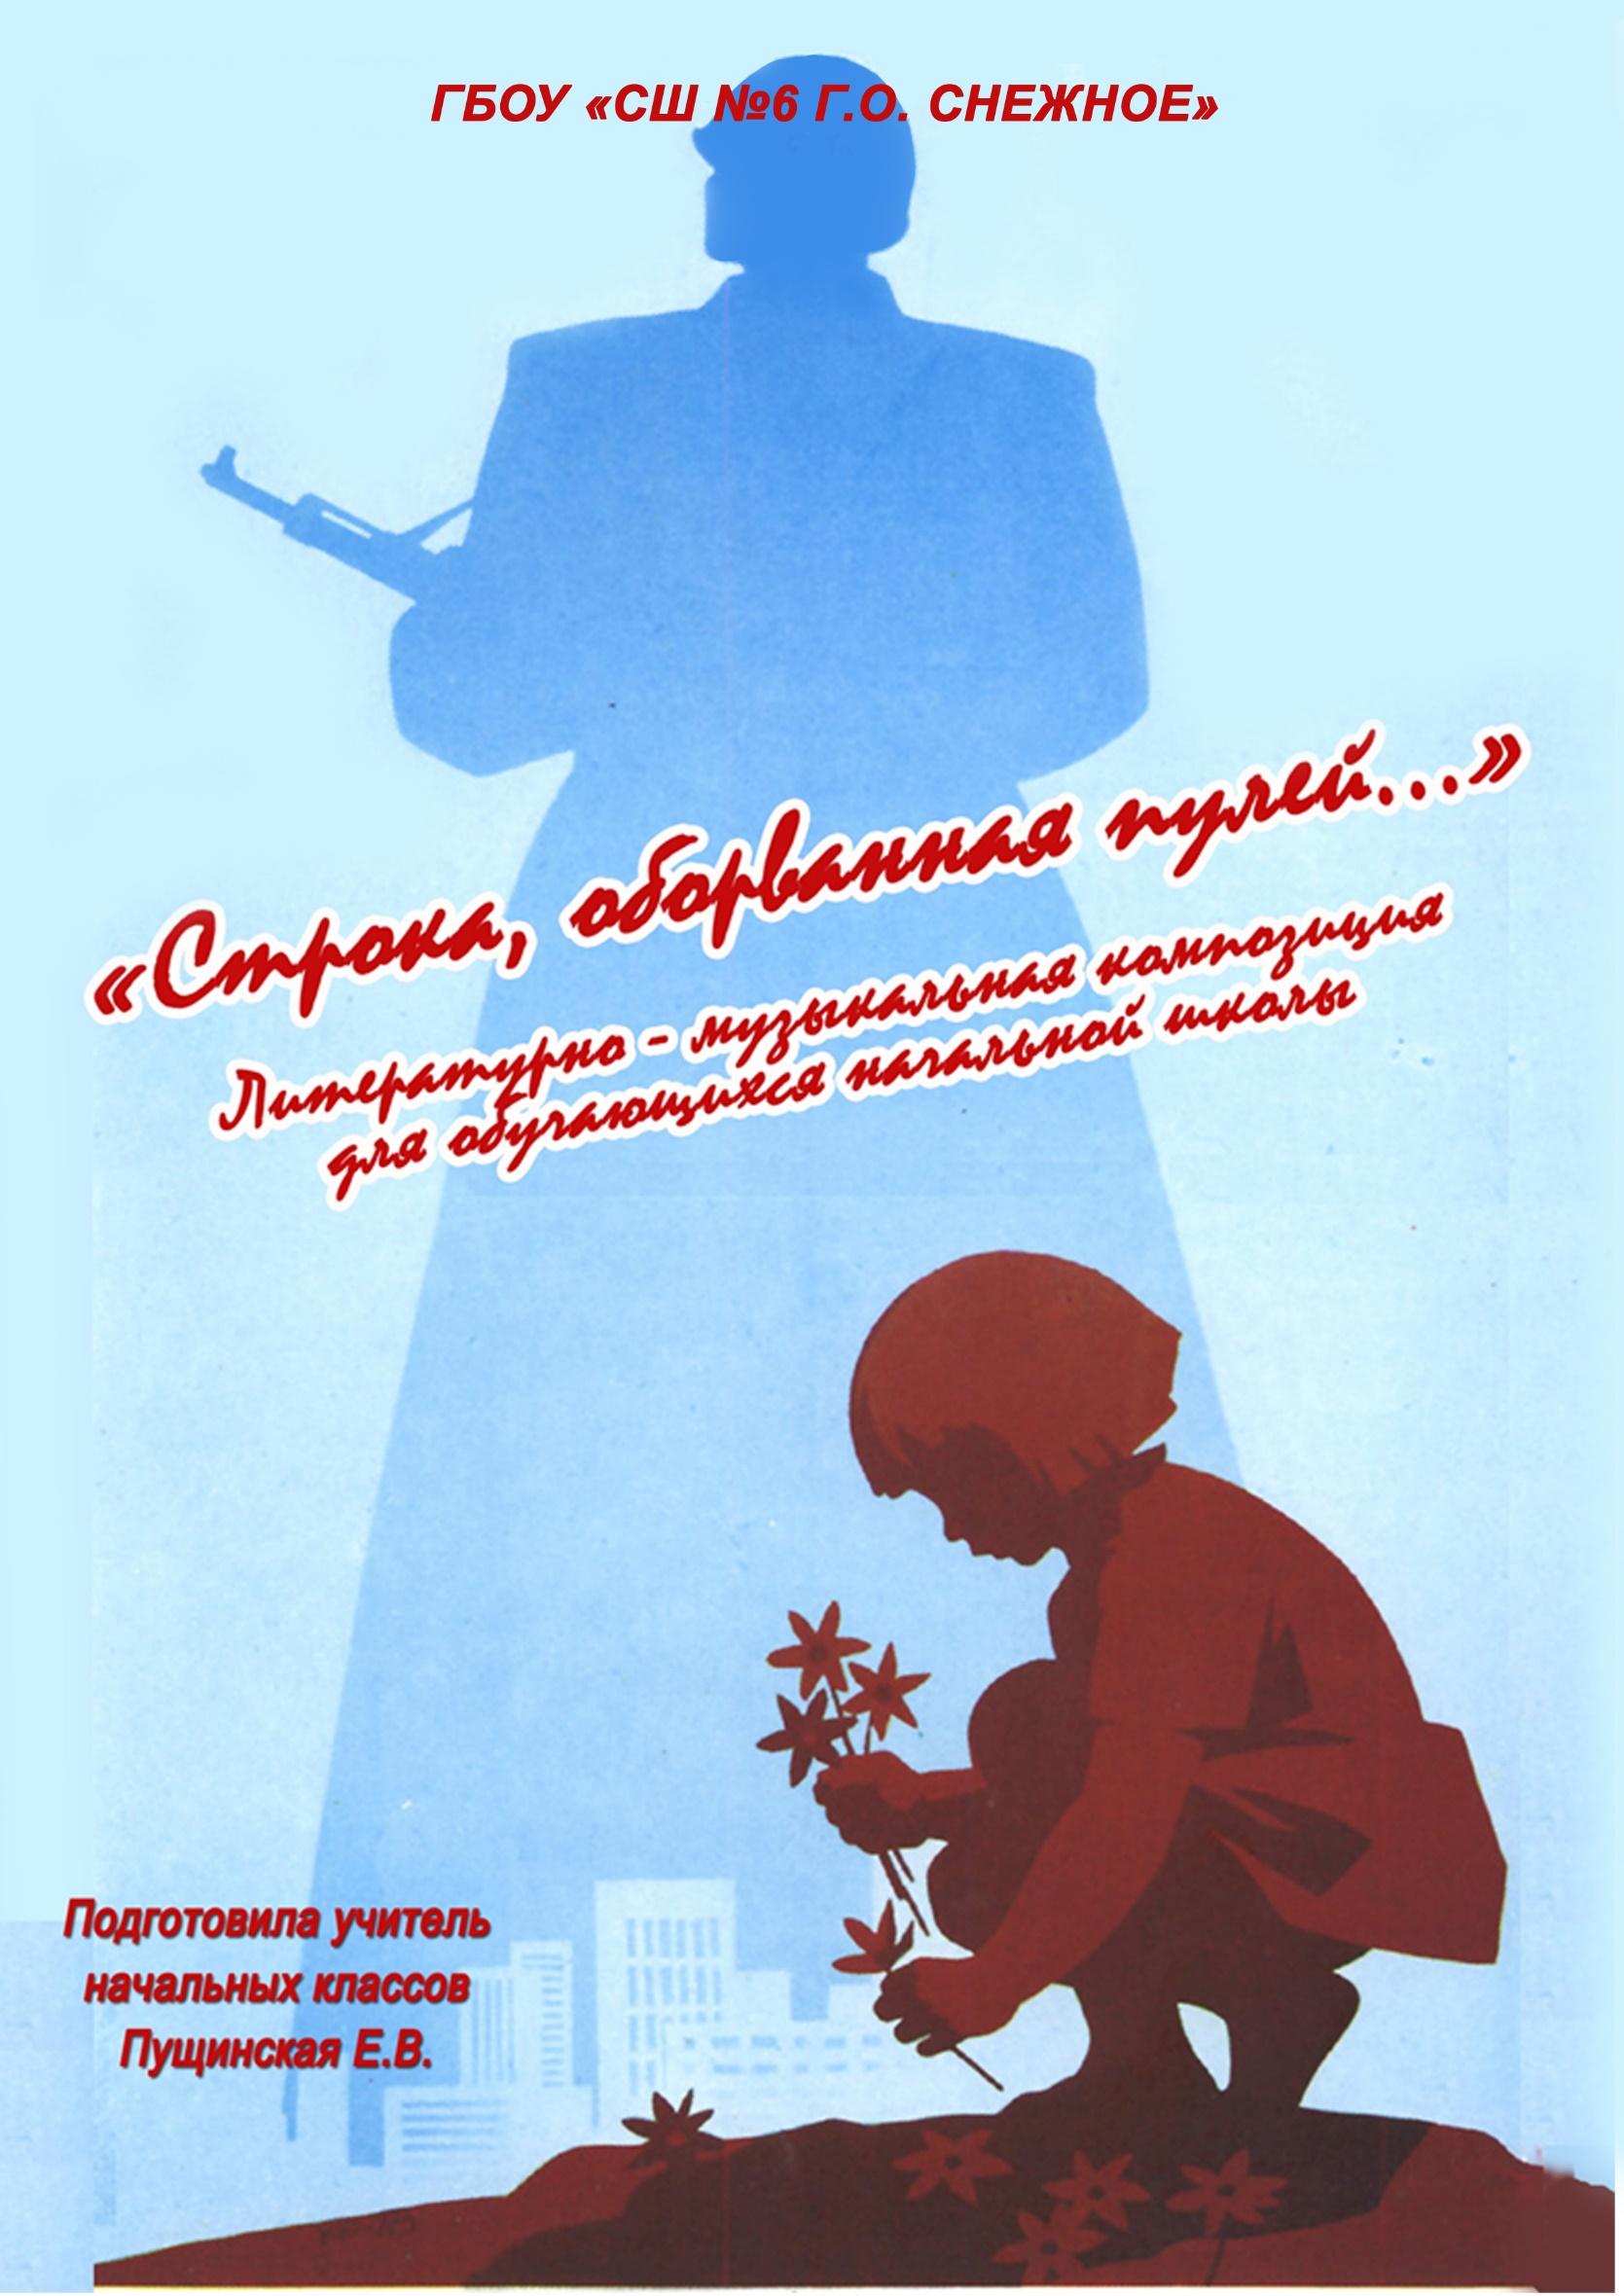 ГБОУ «СШ №6 Г.О. СНЕЖНОЕ»
«Строка, оборванная пулей...»
Литературно - музыкальная композиция
для обучающихся начальной школы
Подготовила учитель
начальных классов
Пущинская Е.В.